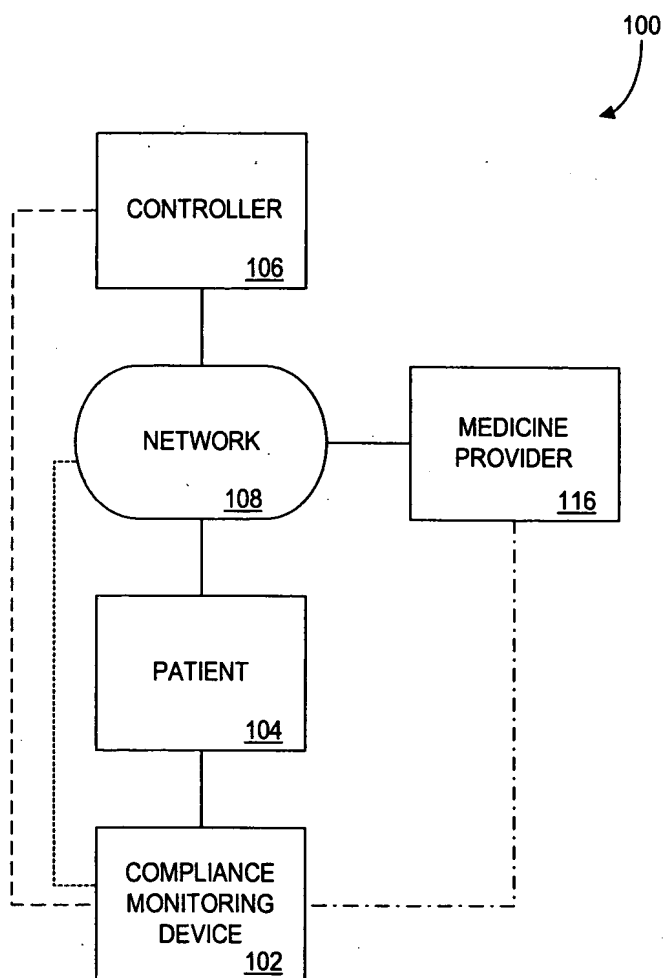 100
CONTROLLER
106
NETWORK
108
MEDICINE
PROVIDER
116
PATIENT
104
COMPLIANCE
MONITORING
DEVICE
102